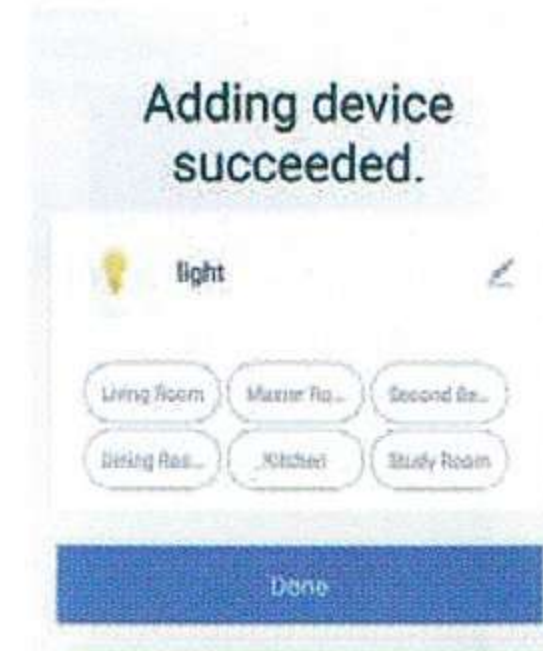 Adding device
succeeded.
light
Living Room Master Ro... Second Be...
Dining Roo... Kitchen Study Room
Done